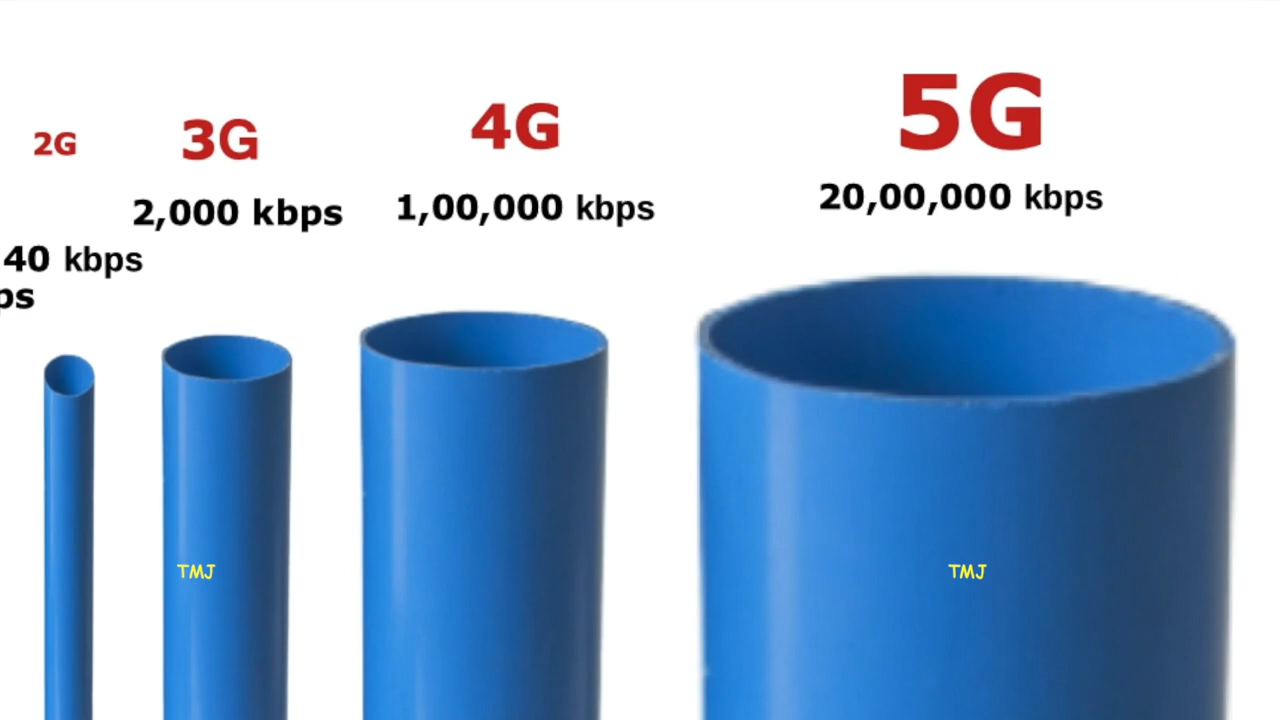 2G
3G
4G
5G
2,000 kbps
1,00,000 kbps
20,00,000 kbps
40 kbps
ps
TMJ
TMJ